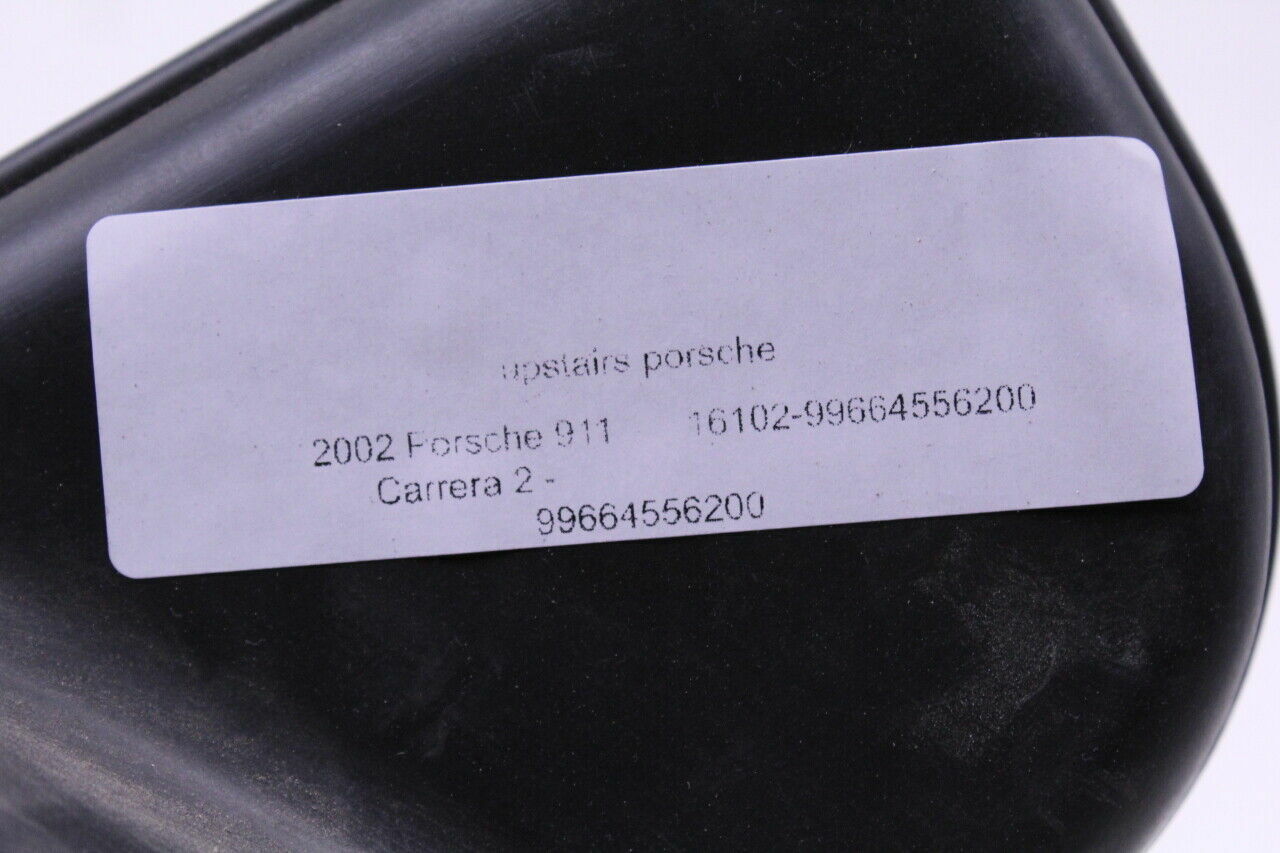 upstairs porsche
2002 Porsche 911 16102-99664556200
Carrera 2 -
99664556200